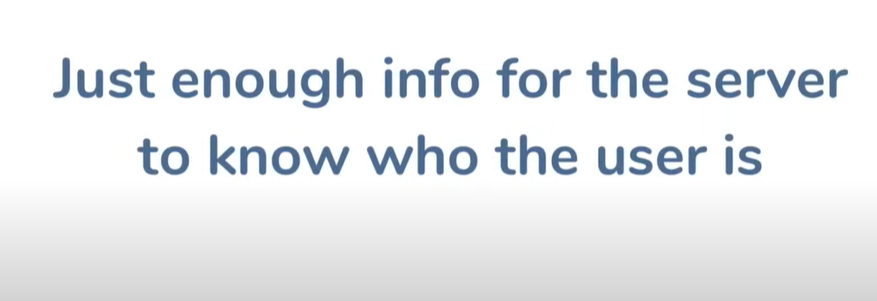 Just enough info for the server
to know who the user is